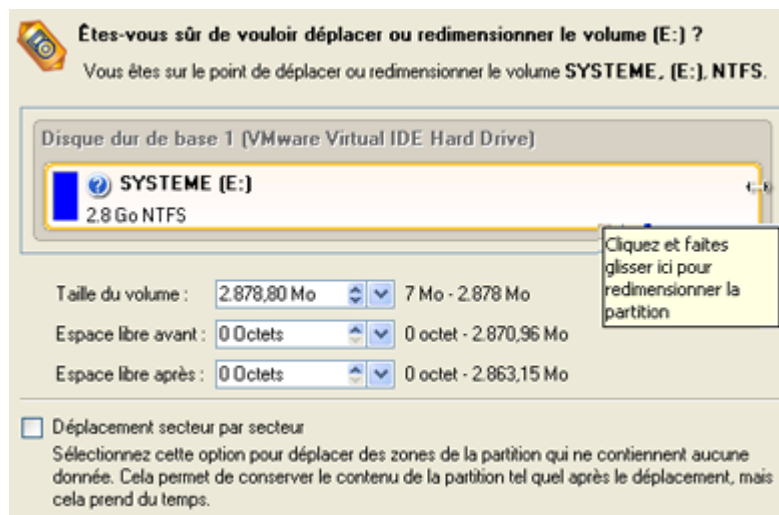 Êtes-vous sûr de vouloir déplacer ou redimensionner le volume (E:) ?
Vous êtes sur le point de déplacer ou redimensionner le volume SYSTEME, (E:), NTFS.
Disque dur de base 1 (VMware Virtual IDE Hard Drive)
SYSTEME (E:)
2.8 Go NTFS
Cliquez et faites
glisser ici pour
redimensionner la
partition
Taille du volume : 2.878,80 Mo 7 Mo - 2.878 Mo
Espace libre avant : 0 Octets 0 octet - 2.870,96 Mo
Espace libre après : 0 Octets 0 octet - 2.863,15 Mo
Déplacement secteur par secteur
Sélectionnez cette option pour déplacer des zones de la partition qui ne contiennent aucune
donnée. Cela permet de conserver le contenu de la partition tel quel après le déplacement, mais
cela prend du temps.